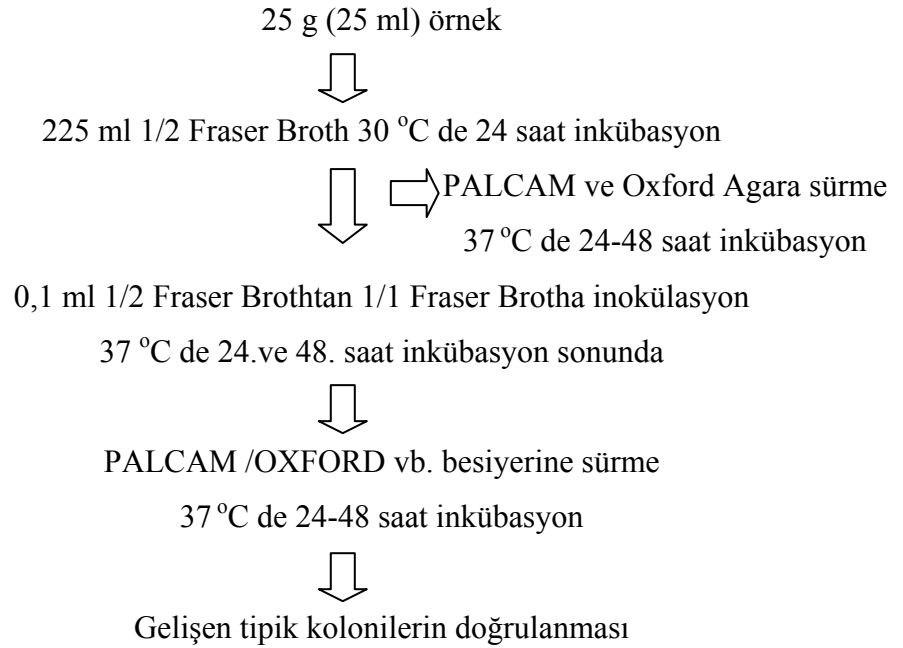 25 g (25 ml) örnek
225 ml 1/2 Fraser Broth 30 °C de 24 saat inkübasyon
PALCAM ve Oxford Agara sürme
37 °C de 24-48 saat inkübasyon
0,1 ml 1/2 Fraser Brothtan 1/1 Fraser Brotha inokülasyon
37 °C de 24.ve 48. saat inkübasyon sonunda
PALCAM /OXFORD vb. besiyerine sürme
37 °C de 24-48 saat inkübasyon
Gelişen tipik kolonilerin doğrulanması